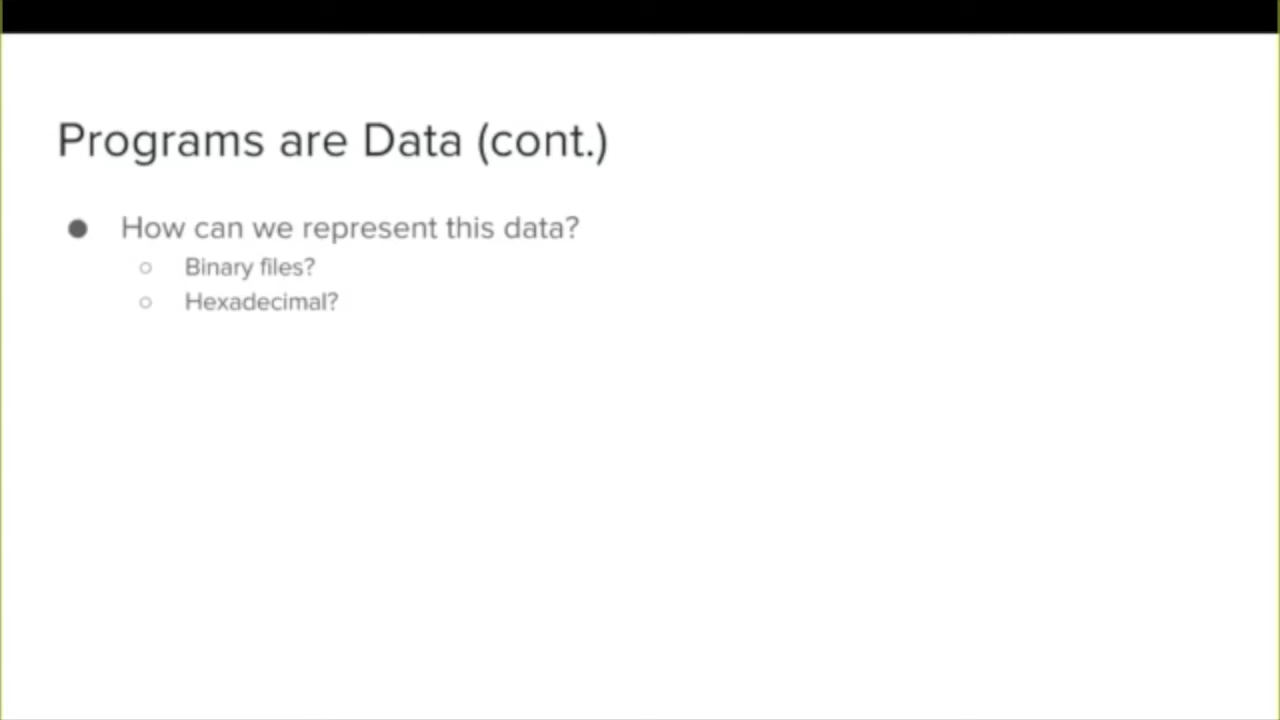 Programs are Data (cont.)
● How can we represent this data?
○ Binary files?
○ Hexadecimal?